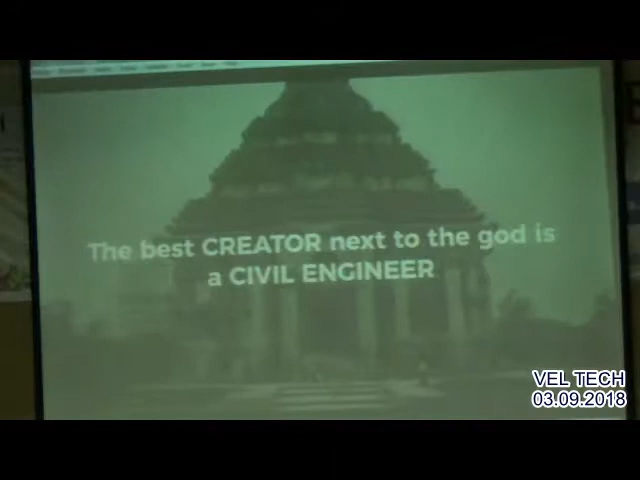 The best CREATOR next to the god is
a CIVIL ENGINEER
VEL TECH
03.09.2018